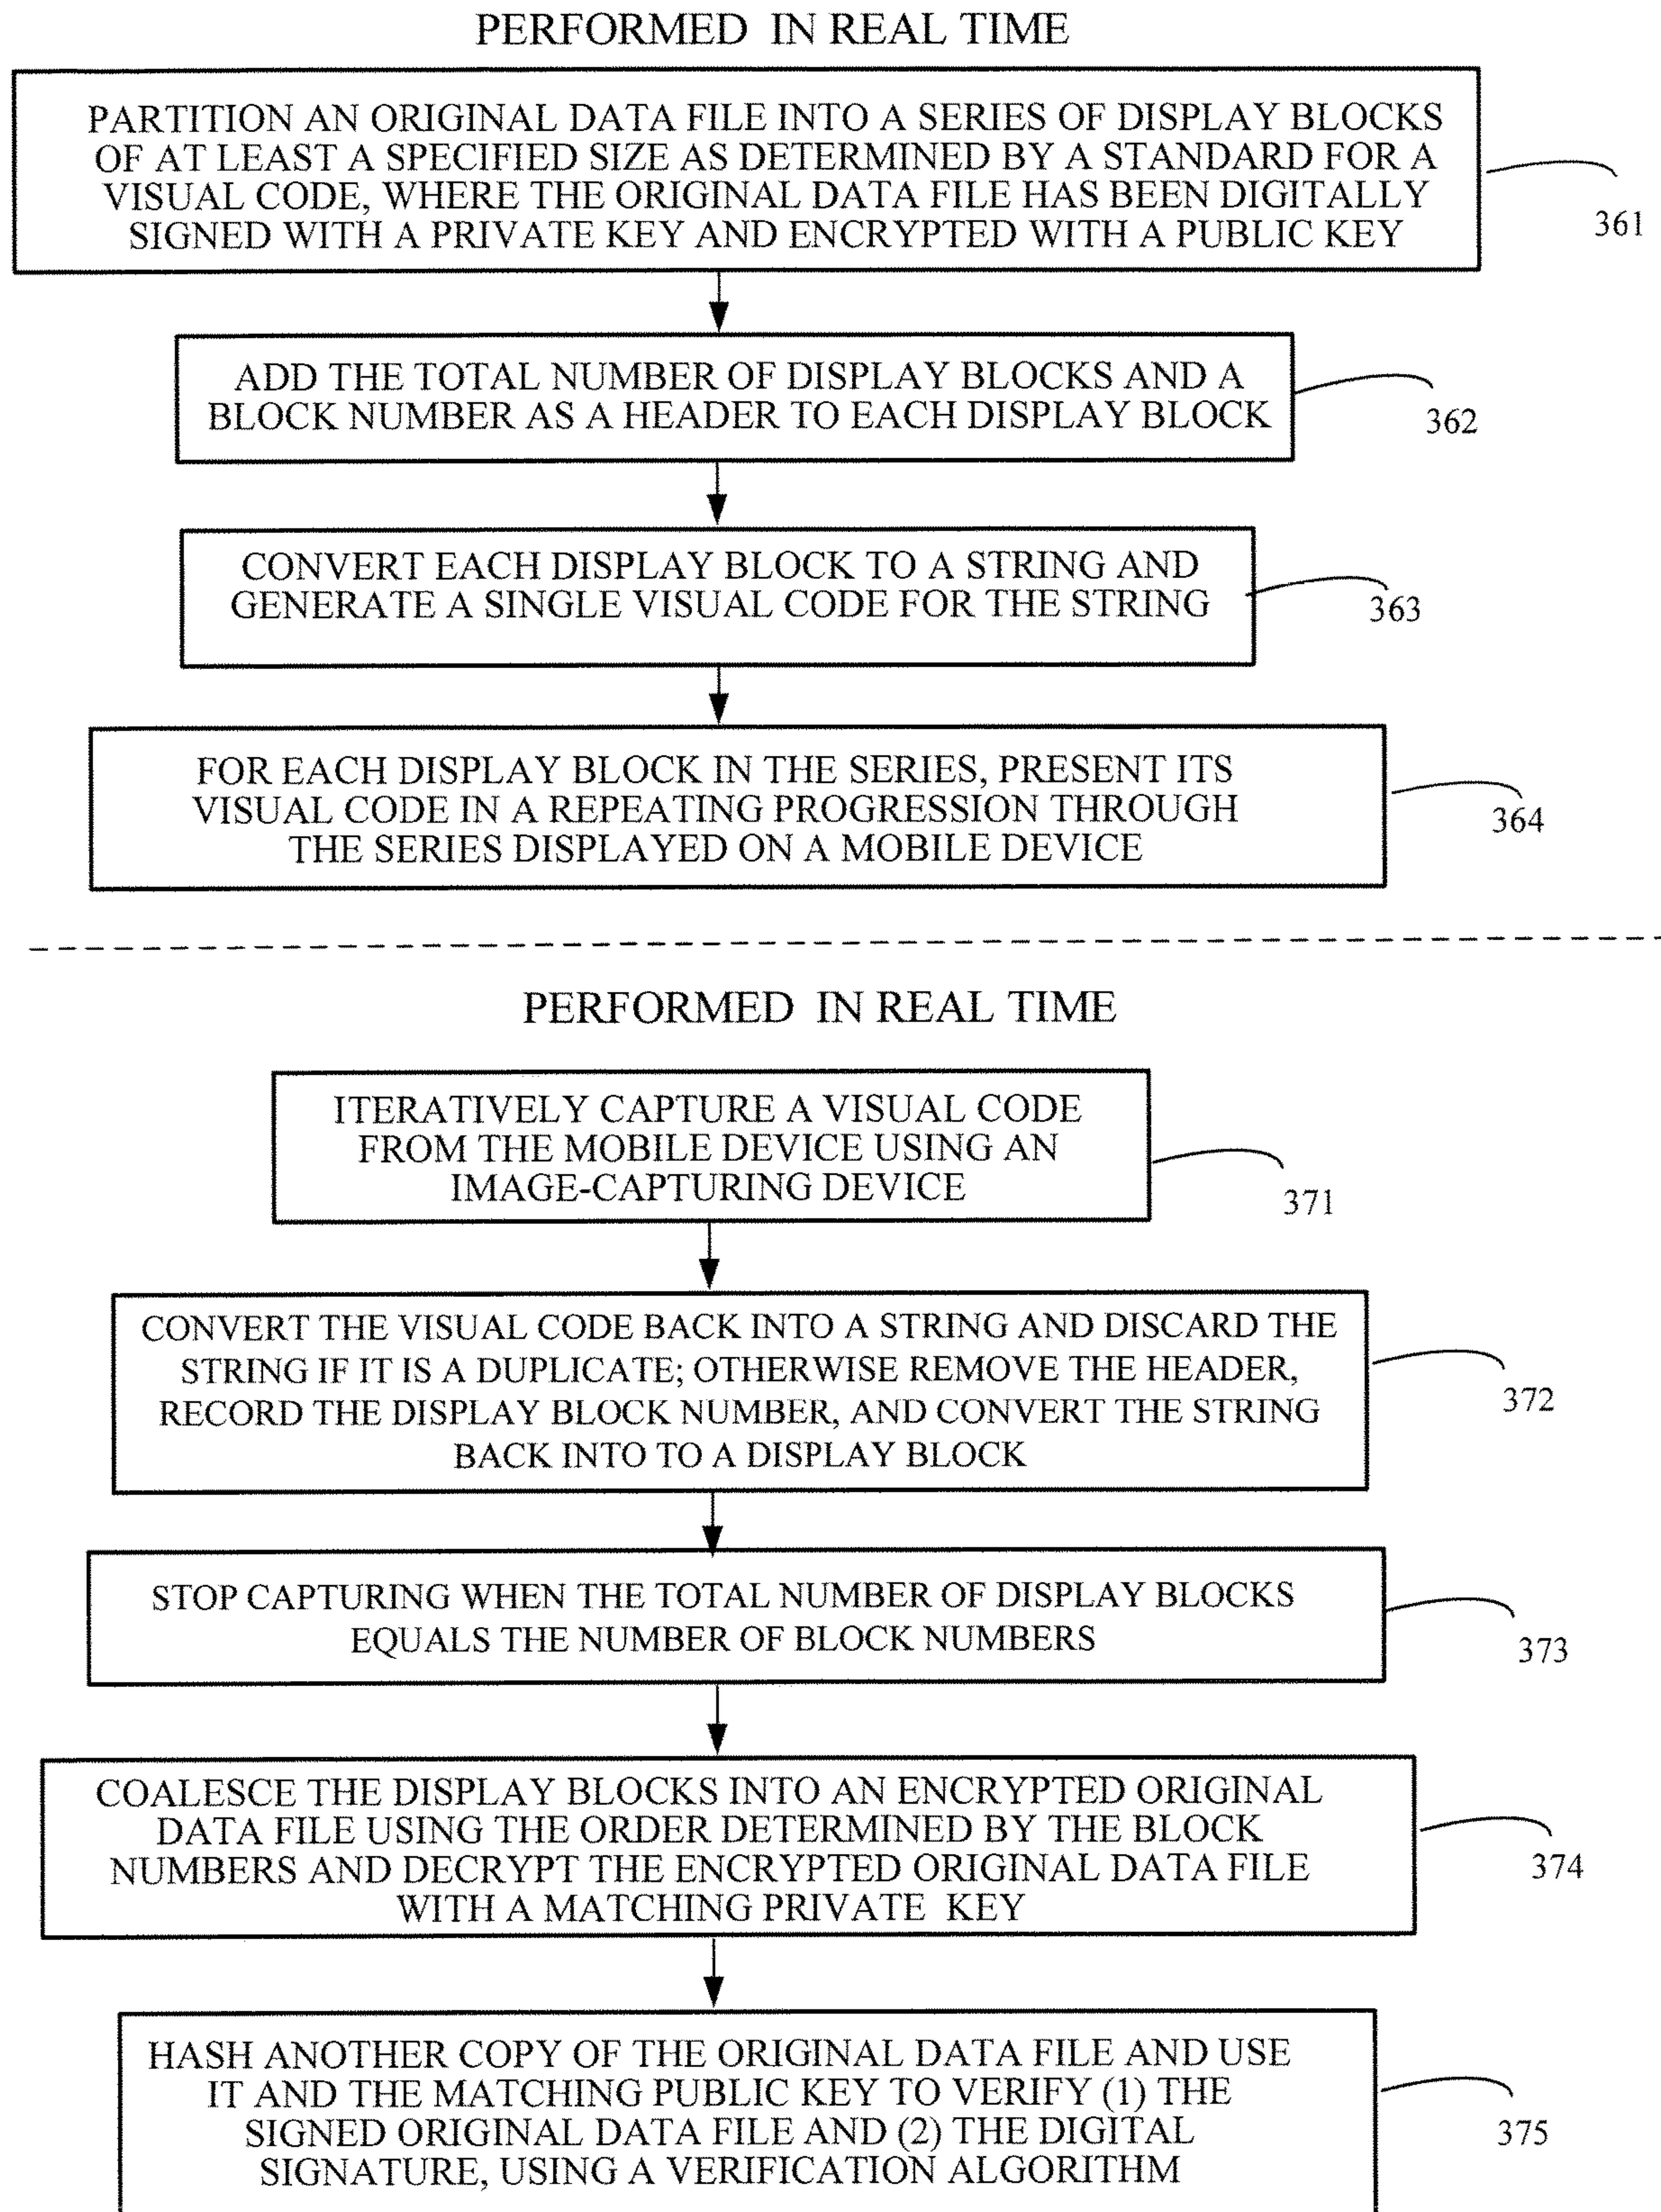 PERFORMED IN REAL TIME
PARTITION AN ORIGINAL DATA FILE INTO A SERIES OF DISPLAY BLOCKS
OF AT LEAST A SPECIFIED SIZE AS DETERMINED BY A STANDARD FOR A
VISUAL CODE, WHERE THE ORIGINAL DATA FILE HAS BEEN DIGITALLY
SIGNED WITH A PRIVATE KEY AND ENCRYPTED WITH A PUBLIC KEY
361
ADD THE TOTAL NUMBER OF DISPLAY BLOCKS AND A
BLOCK NUMBER AS A HEADER TO EACH DISPLAY BLOCK
362
CONVERT EACH DISPLAY BLOCK TO A STRING AND
GENERATE A SINGLE VISUAL CODE FOR THE STRING
363
FOR EACH DISPLAY BLOCK IN THE SERIES, PRESENT ITS
VISUAL CODE IN A REPEATING PROGRESSION THROUGH
THE SERIES DISPLAYED ON A MOBILE DEVICE
364
PERFORMED IN REAL TIME
ITERATIVELY CAPTURE A VISUAL CODE
FROM THE MOBILE DEVICE USING AN
IMAGE-CAPTURING DEVICE
371
CONVERT THE VISUAL CODE BACK INTO A STRING AND DISCARD THE
STRING IF IT IS A DUPLICATE; OTHERWISE REMOVE THE HEADER,
RECORD THE DISPLAY BLOCK NUMBER, AND CONVERT THE STRING
BACK INTO TO A DISPLAY BLOCK
372
STOP CAPTURING WHEN THE TOTAL NUMBER OF DISPLAY BLOCKS
EQUALS THE NUMBER OF BLOCK NUMBERS
373
COALESCE THE DISPLAY BLOCKS INTO AN ENCRYPTED ORIGINAL
DATA FILE USING THE ORDER DETERMINED BY THE BLOCK
NUMBERS AND DECRYPT THE ENCRYPTED ORIGINAL DATA FILE
WITH A MATCHING PRIVATE KEY
374
HASH ANOTHER COPY OF THE ORIGINAL DATA FILE AND USE
IT AND THE MATCHING PUBLIC KEY TO VERIFY (1) THE
SIGNED ORIGINAL DATA FILE AND (2) THE DIGITAL
SIGNATURE, USING A VERIFICATION ALGORITHM
375